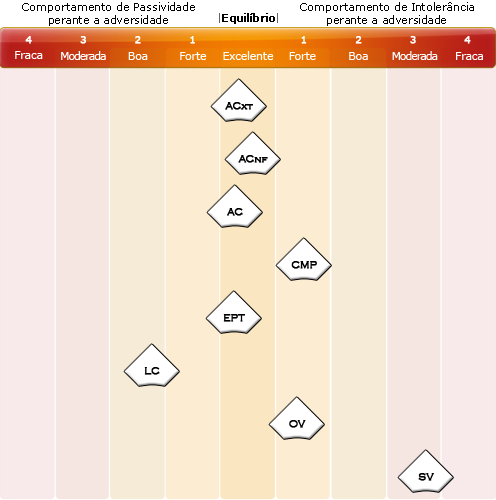 Comportamento de Passividade
perante a adversidade
|Equilíbrio|
Comportamento de Intolerância
perante a adversidade
4 3 2 1 1 2 3 4
Fraca Moderada Boa Forte Excelente Forte Boa Moderada Fraca
ACXT
ACNF
AC
CMP
EPT
LC
OV
SV